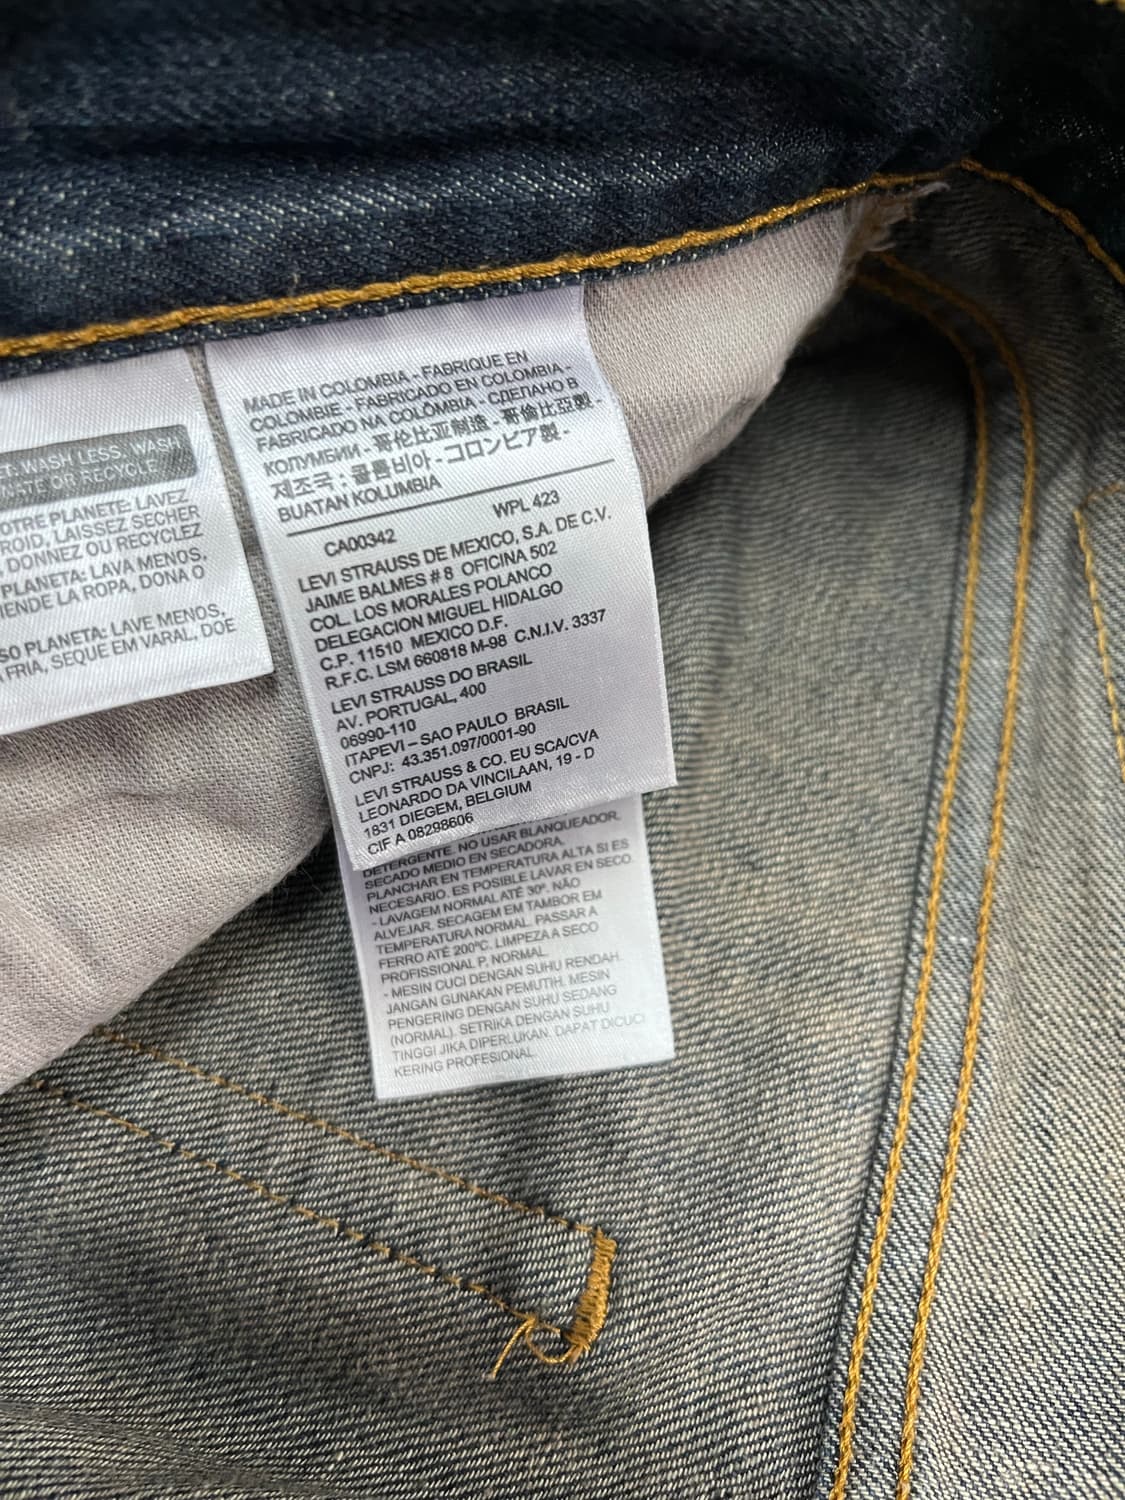 MADE IN COLOMBIA - FABRIQUE EN
COLOMBIE - FABRICADO EN COLOMBIA -
FABRICADO NA COLÔMBIA - СДЕЛАНО В
КОЛУМБИИ - 哥伦比亚制造 - 哥倫比亞製 -
제조국 : 콜롬비아 - コロンビア製 -
BUATAN KOLUMBIA
CA00342 WPL 423
LEVI STRAUSS DE MEXICO, S.A. DE C.V.
JAIME BALMES # 8 OFICINA 502
COL. LOS MORALES POLANCO
DELEGACION MIGUEL HIDALGO
C.P. 11510 MEXICO D.F.
R.F.C. LSM 660818 M-98 C.N.I.V. 3337
LEVI STRAUSS DO BRASIL
AV. PORTUGAL, 400
06990-110
ITAPEVI – SAO PAULO BRASIL
CNPJ: 43.351.097/0001-90
LEVI STRAUSS & CO. EU SCA/CVA
LEONARDO DA VINCILAAN, 19 - D
1831 DIEGEM, BELGIUM
CIF A 08298606
DETERGENTE. NO USAR BLANQUEADOR.
SECADO MEDIO EN SECADORA.
PLANCHAR EN TEMPERATURA ALTA SI ES
NECESARIO. ES POSIBLE LAVAR EN SECO.
- LAVAGEM NORMAL ATÉ 30º. NÃO
ALVEJAR. SECAGEM EM TAMBOR EM
TEMPERATURA NORMAL. PASSAR A
FERRO ATÉ 200ºC. LIMPEZA A SECO
PROFISSIONAL P, NORMAL.
- MESIN CUCI DENGAN SUHU RENDAH.
JANGAN GUNAKAN PEMUTIH. MESIN
PENGERING DENGAN SUHU SEDANG
(NORMAL). SETRIKA DENGAN SUHU
TINGGI JIKA DIPERLUKAN. DAPAT DICUCI
KERING PROFESIONAL.
WASH LESS, WASH
OR RECYCLE
PLANETE: LAVEZ
LAISSEZ SECHER
DONNEZ OU RECYCLEZ
PLANETA: LAVA MENOS,
LA ROPA, DONA O
PLANETA: LAVE MENOS,
FRIA, SEQUE EM VARAL, DOE